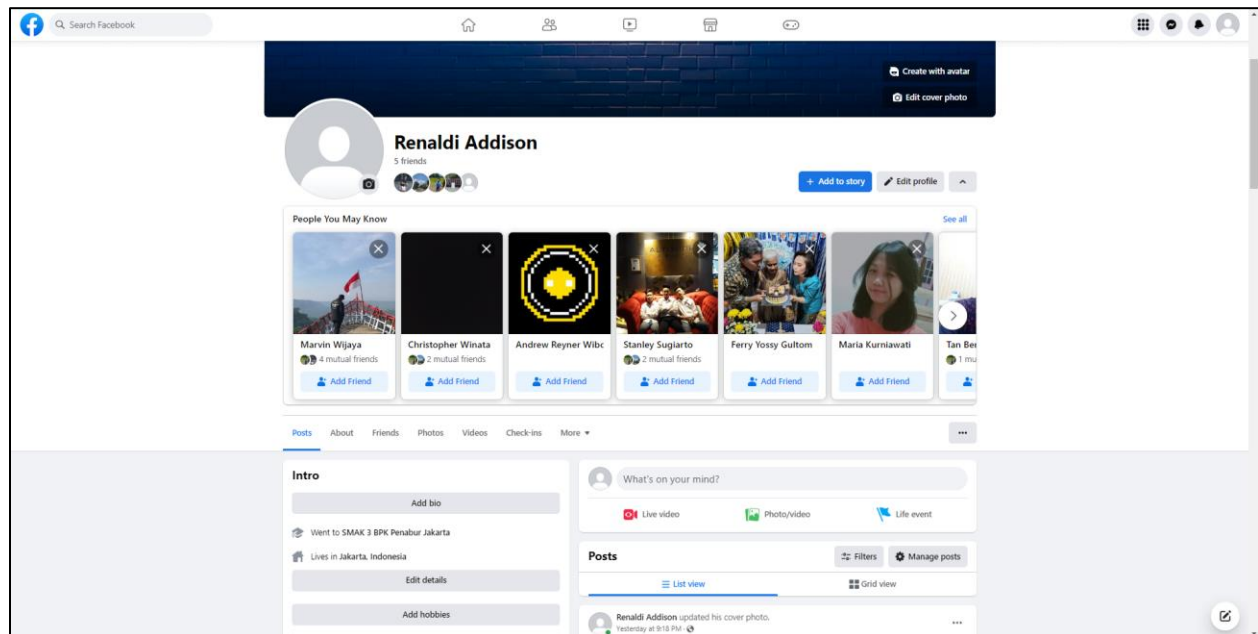 Search Facebook
Create with avatar
Edit cover photo
Renaldi Addison
5 friends
+ Add to story
Edit profile
People You May Know
See all
Marvin Wijaya
4 mutual friends
Add Friend
Christopher Winata
2 mutual friends
Add Friend
Andrew Reyner Wibo
Add Friend
Stanley Sugiarto
2 mutual friends
Add Friend
Ferry Yossy Gultom
Add Friend
Maria Kurniawati
Add Friend
Tan Be
1 mu
Posts About Friends Photos Videos Check-ins More
Intro
Add bio
Went to SMAK 3 BPK Penabur Jakarta
Lives in Jakarta, Indonesia
Edit details
Add hobbies
What's on your mind?
Live video Photo/video Life event
Posts
Filters Manage posts
List view Grid view
Renaldi Addison updated his cover photo.
Yesterday at 9:18 PM ·